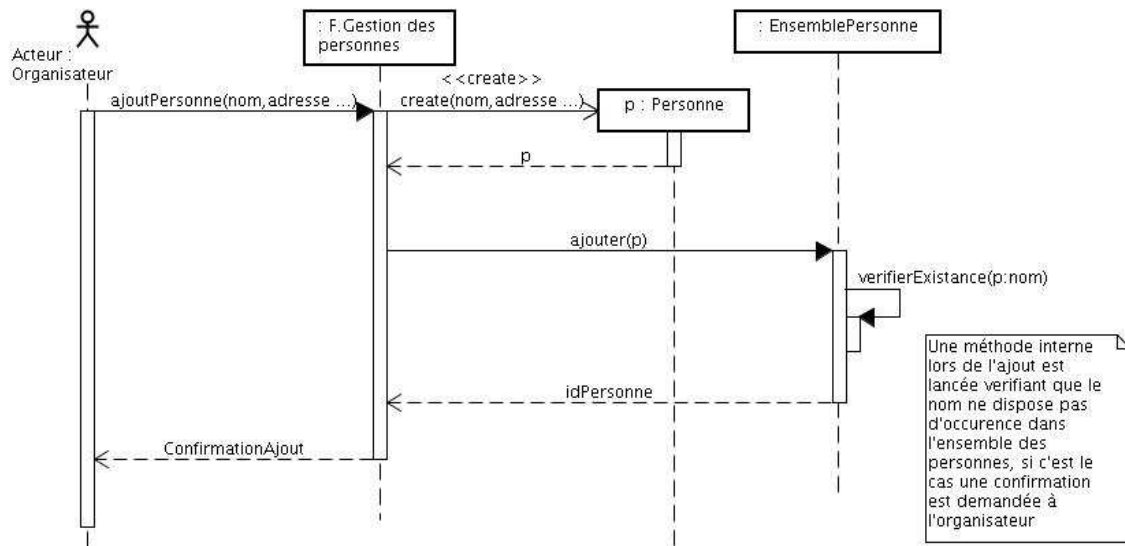 : F.Gestion des
personnes
: EnsemblePersonne
Acteur :
Organisateur
<<create>>
ajoutPersonne(nom,adresse ...)
create(nom,adresse ...)
p : Personne
p
ajouter(p)
verifierExistance(p:nom)
Une méthode interne
lors de l'ajout est
lancée verifiant que le
nom ne dispose pas
d'occurence dans
l'ensemble des
personnes, si c'est le
cas une confirmation
est demandée à
l'organisateur
idPersonne
ConfirmationAjout